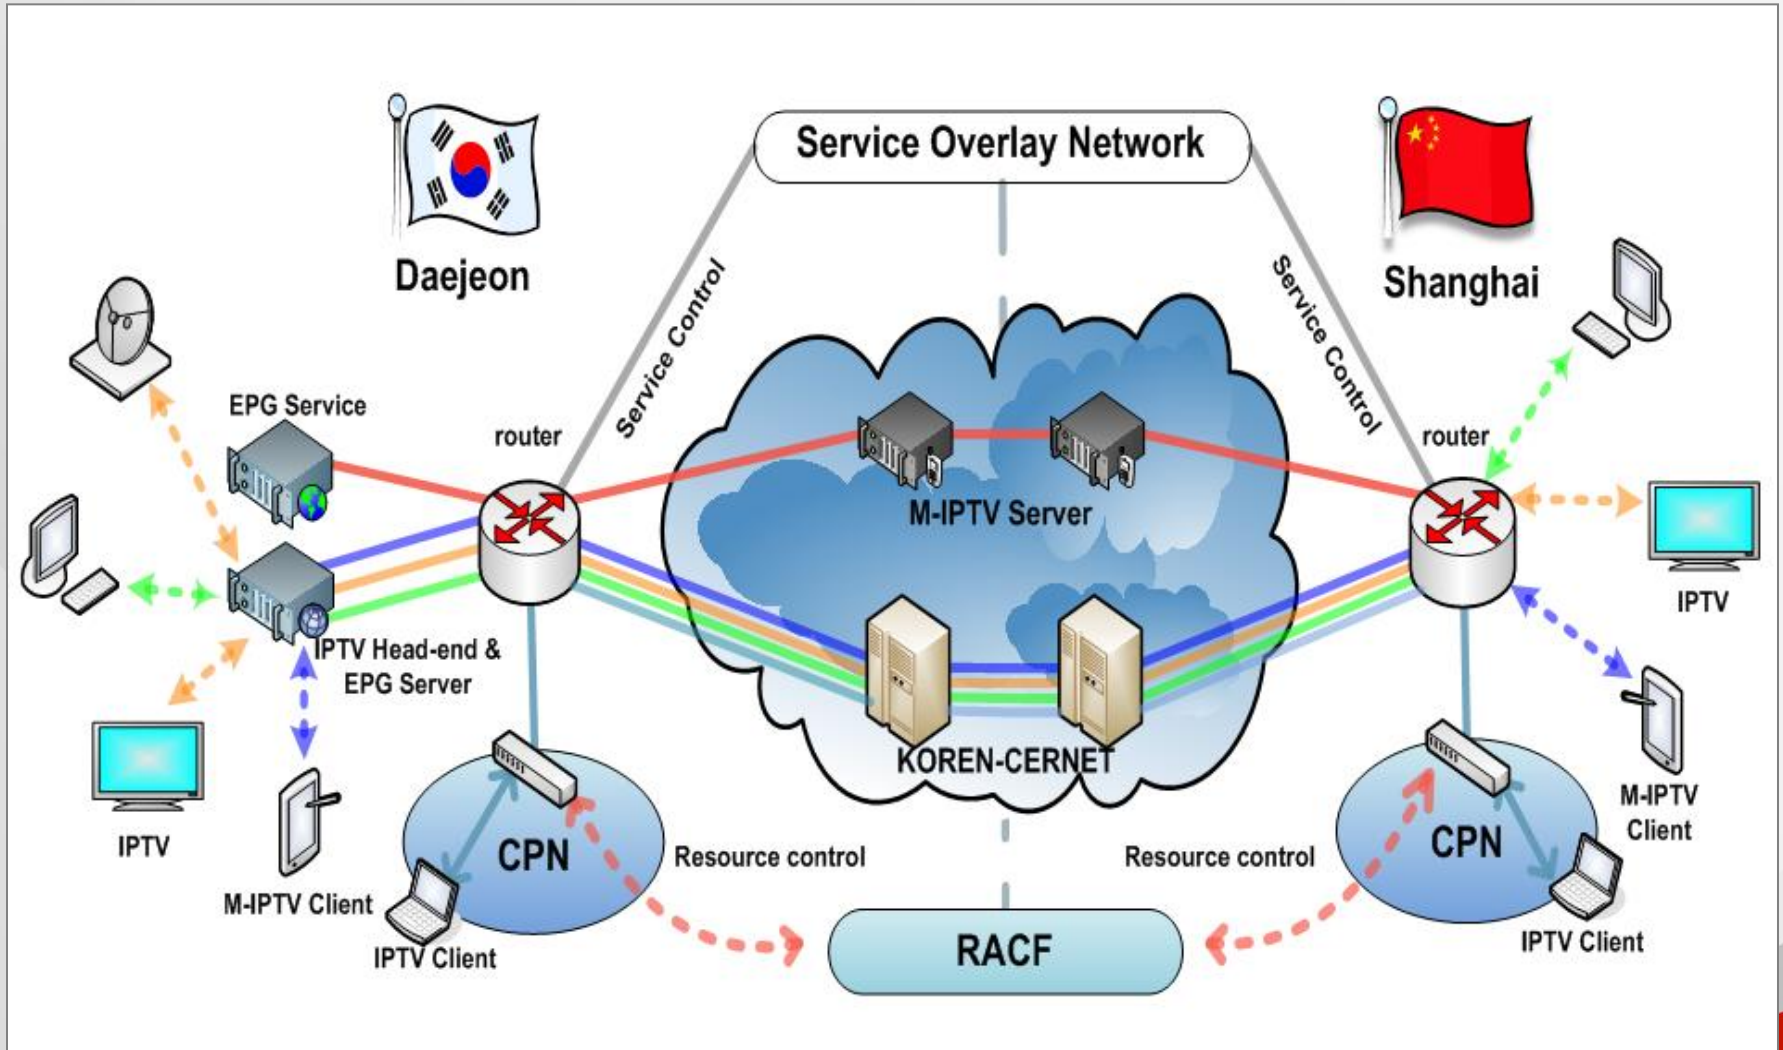 Service Overlay Network
Daejeon
Shanghai
Service Control
Service Control
EPG Service
router
router
M-IPTV Server
IPTV
IPTV Head-end &
EPG Server
KOREN-CERNET
M-IPTV
Client
IPTV
CPN
CPN
Resource control
Resource control
M-IPTV Client
IPTV Client
IPTV Client
RACF